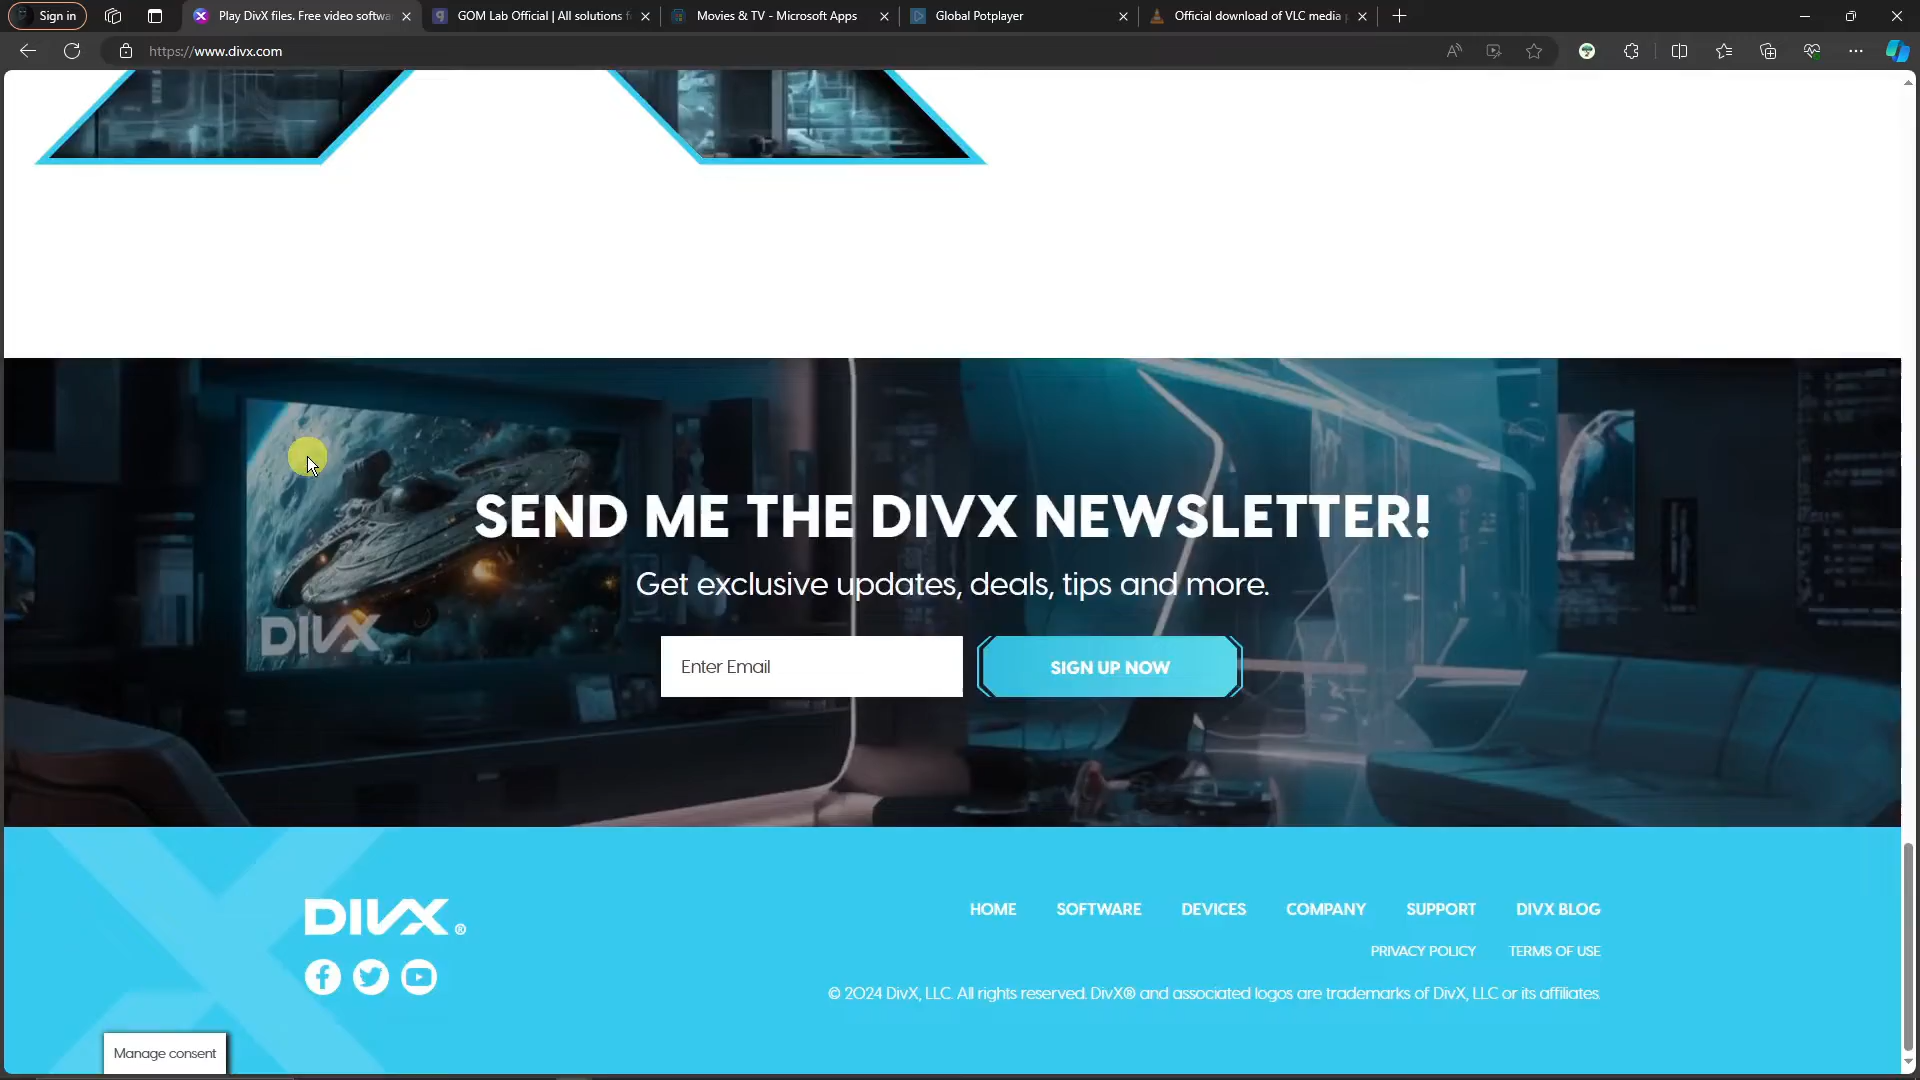 Sign in
Play DivX files. Free video softwa
GOM Lab Official | All solutions f
Movies & TV - Microsoft Apps
Global Potplayer
Official download of VLC media p
https://www.divx.com
DIVX
SEND ME THE DIVX NEWSLETTER!
Get exclusive updates, deals, tips and more.
Enter Email
SIGN UP NOW
DIVX®
HOME
SOFTWARE
DEVICES
COMPANY
SUPPORT
DIVX BLOG
PRIVACY POLICY
TERMS OF USE
© 2024 DivX, LLC. All rights reserved. DivX® and associated logos are trademarks of DivX, LLC or its affiliates.
Manage consent